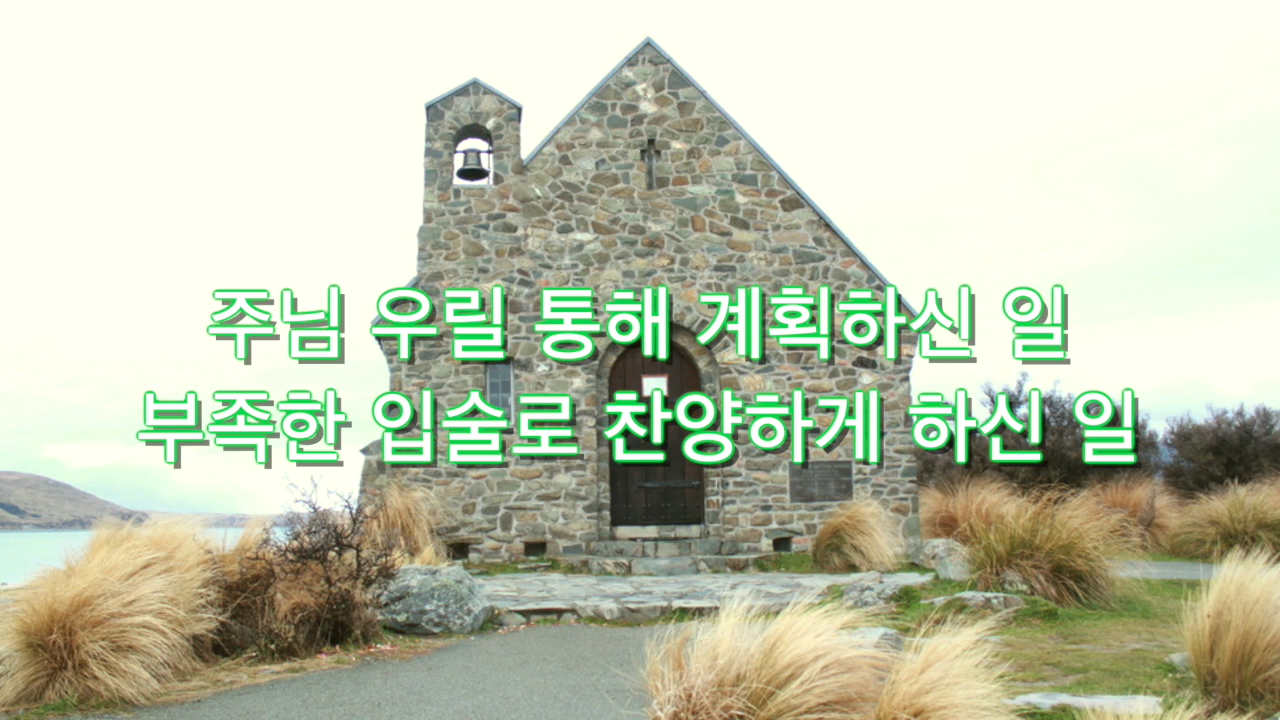 주님 우릴 통해 계획하신 일
부족한 입술로 찬양하게 하신 일